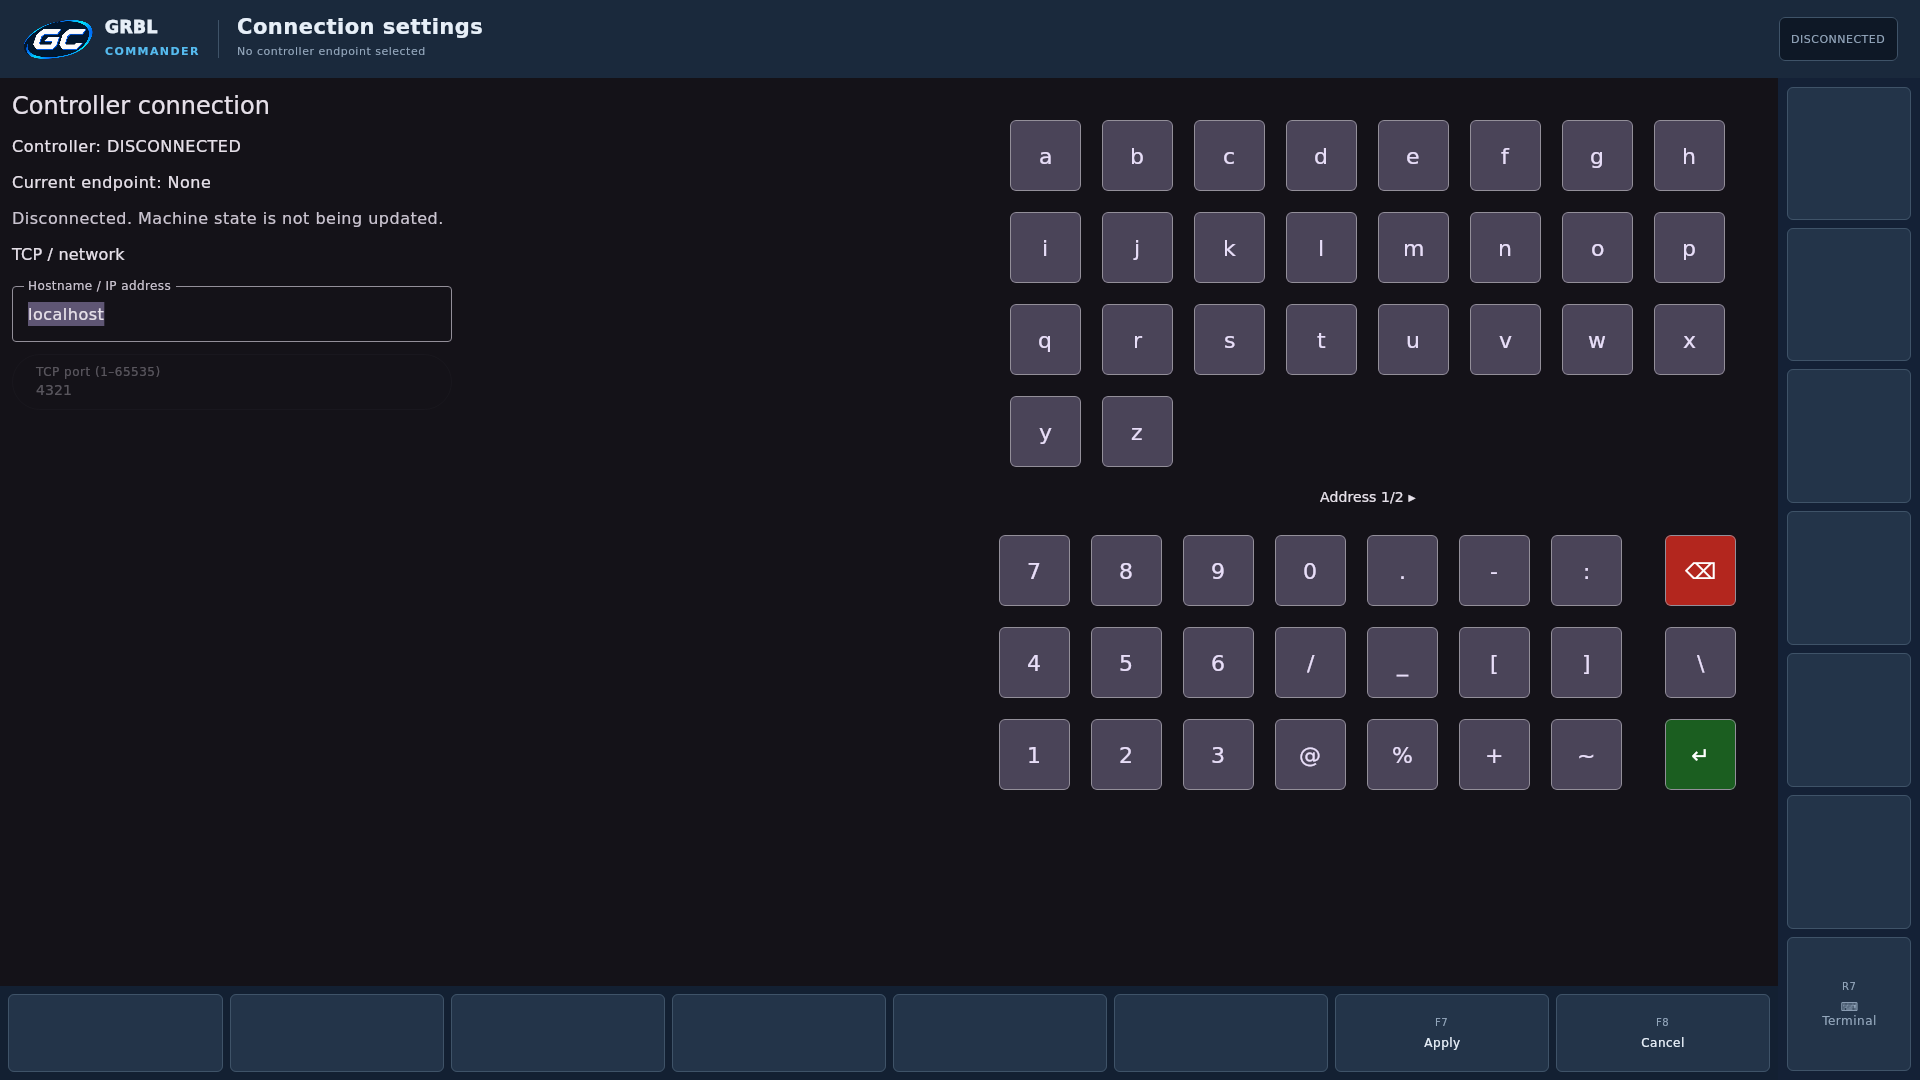 GC
GRBL
COMMANDER
Connection settings
No controller endpoint selected
DISCONNECTED
Controller connection
Controller: DISCONNECTED
Current endpoint: None
Disconnected. Machine state is not being updated.
TCP / network
Hostname / IP address
localhost
TCP port (1–65535)
4321
a b c d e f g h
i j k l m n o p
q r s t u v w x
y z
Address 1/2 ▸
7 8 9 0 . - : ⌫
4 5 6 / _ [ ] \
1 2 3 @ % + ~ ↵
F7
Apply
F8
Cancel
R7
⌨
Terminal